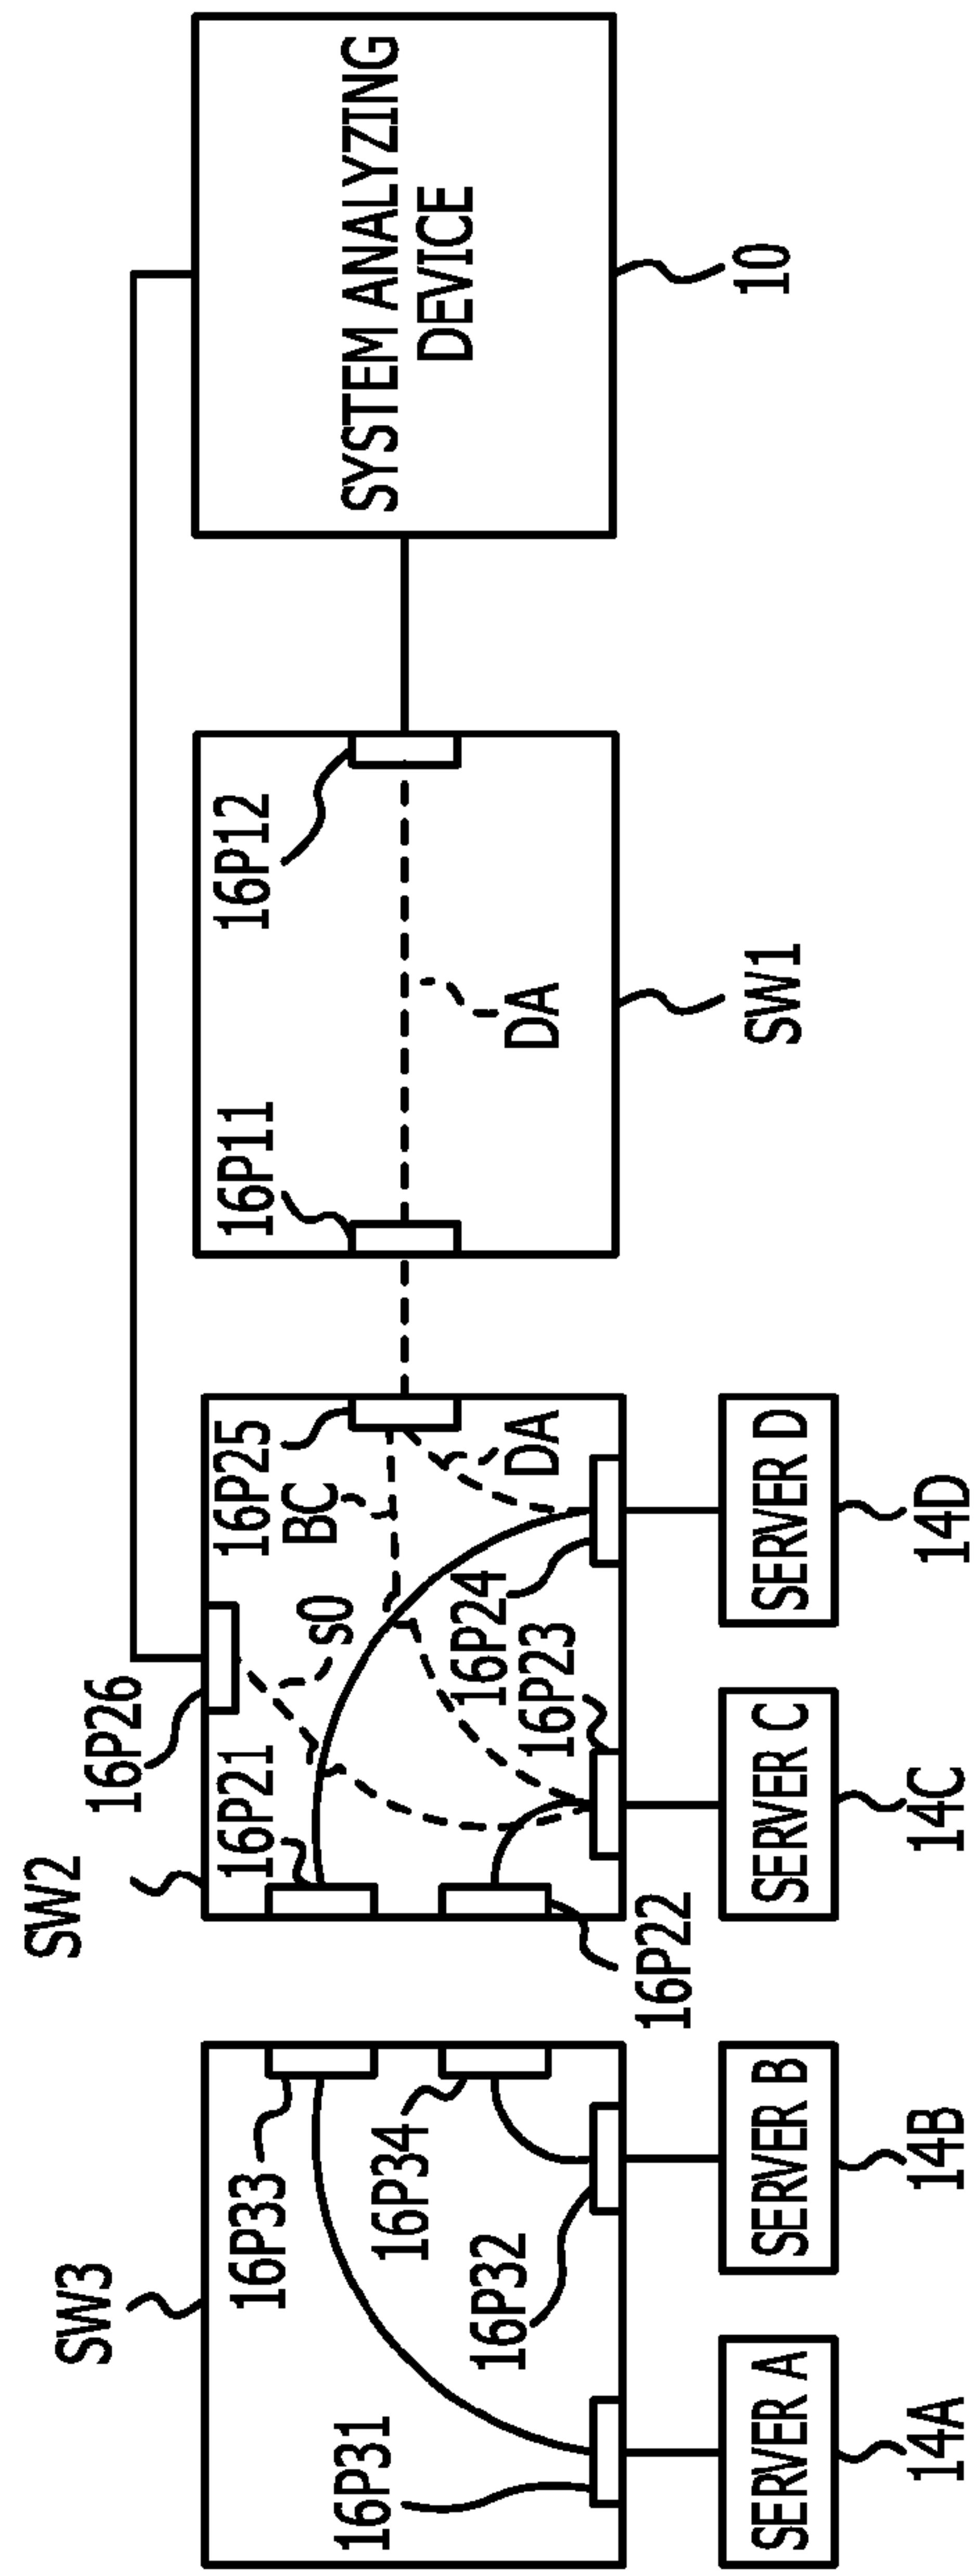 SW3
16P33
16P34
16P31
16P32
SERVER A
14A
SERVER B
14B
SW2
16P26
16P21
sO
16P25
BC
DA
16P24
16P23
16P22
SERVER C
14C
SERVER D
14D
16P11
16P12
DA
SW1
SYSTEM ANALYZING
DEVICE
10